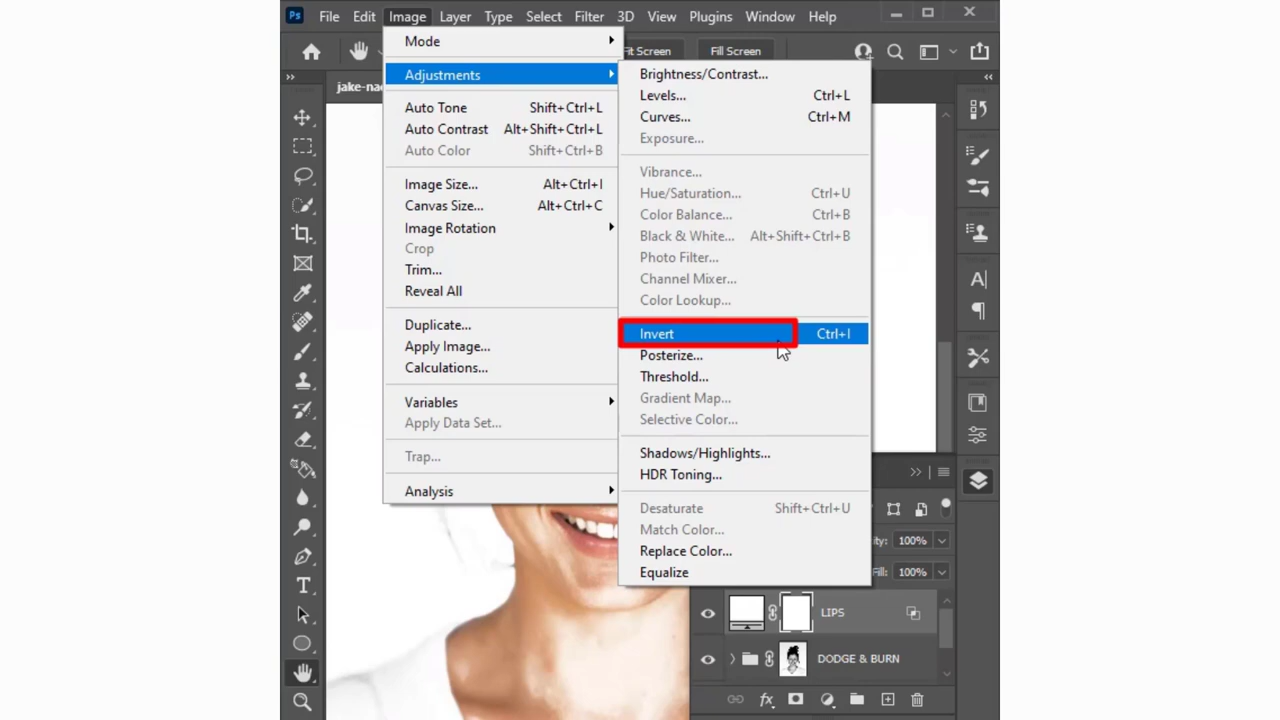 Ps File Edit Image Layer Type Select Filter 3D View Plugins Window Help
Fit Screen Fill Screen
Mode
Adjustments
Auto Tone Shift+Ctrl+L
Auto Contrast Alt+Shift+Ctrl+L
Auto Color Shift+Ctrl+B
Image Size... Alt+Ctrl+I
Canvas Size... Alt+Ctrl+C
Image Rotation
Crop
Trim...
Reveal All
Duplicate...
Apply Image...
Calculations...
Variables
Apply Data Set...
Trap...
Analysis
Brightness/Contrast...
Levels... Ctrl+L
Curves... Ctrl+M
Exposure...
Vibrance...
Hue/Saturation... Ctrl+U
Color Balance... Ctrl+B
Black & White... Alt+Shift+Ctrl+B
Photo Filter...
Channel Mixer...
Color Lookup...
Invert Ctrl+I
Posterize...
Threshold...
Gradient Map...
Selective Color...
Shadows/Highlights...
HDR Toning...
Desaturate Shift+Ctrl+U
Match Color...
Replace Color...
Equalize
100%
Fill: 100%
LIPS
DODGE & BURN